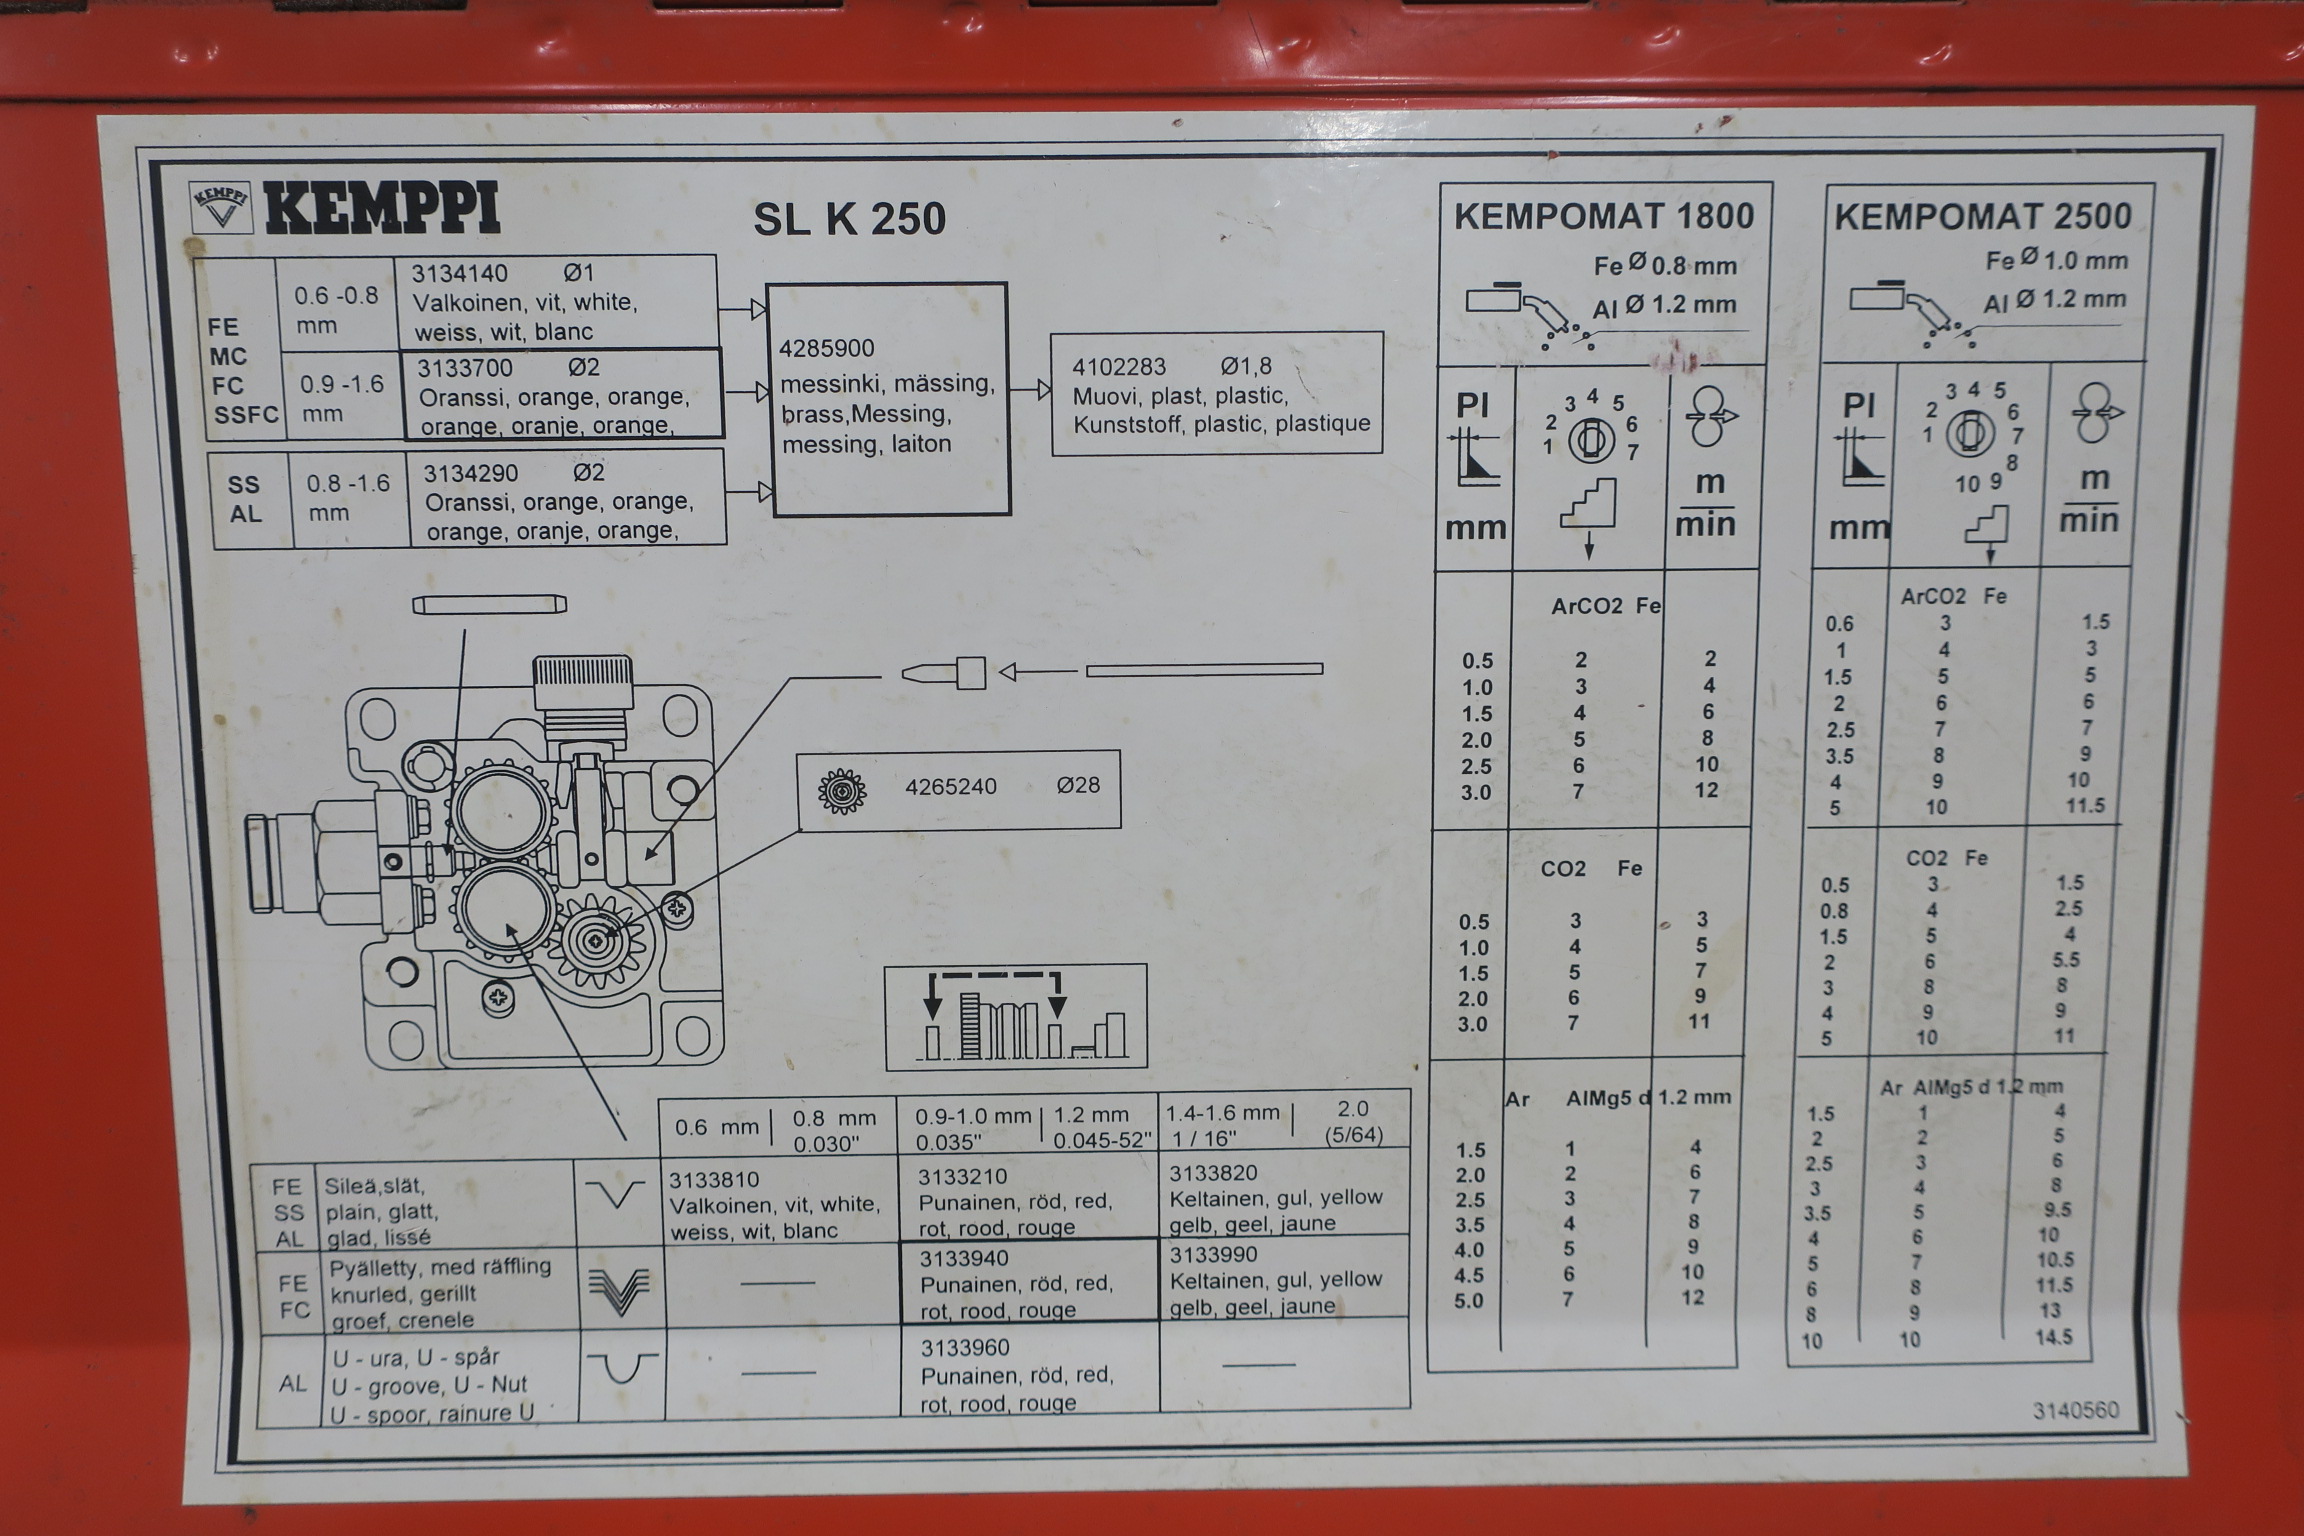 KEMPPI
KEMPPI
SL K 250
FE
MC
FC
SSFC
0.6 -0.8
mm
3134140 Ø1
Valkoinen, vit, white,
weiss, wit, blanc
0.9 -1.6
mm
3133700 Ø2
Oranssi, orange, orange,
orange, oranje, orange,
SS
AL
0.8 -1.6
mm
3134290 Ø2
Oranssi, orange, orange,
orange, oranje, orange,
4285900
messinki, mässing,
brass,Messing,
messing, laiton
4102283 Ø1,8
Muovi, plast, plastic,
Kunststoff, plastic, plastique
4265240 Ø28
0.6 mm
0.8 mm
0.030"
0.9-1.0 mm
0.035"
1.2 mm
0.045-52"
1.4-1.6 mm
1 / 16"
2.0
(5/64)
FE
SS
AL
Sileä,slät,
plain, glatt,
glad, lissé
3133810
Valkoinen, vit, white,
weiss, wit, blanc
3133210
Punainen, röd, red,
rot, rood, rouge
3133820
Keltainen, gul, yellow
gelb, geel, jaune
FE
FC
Pyälletty, med räffling
knurled, gerillt
groef, crenele
3133940
Punainen, röd, red,
rot, rood, rouge
3133990
Keltainen, gul, yellow
gelb, geel, jaune
AL
U - ura, U - spår
U - groove, U - Nut
U - spoor, rainure U
3133960
Punainen, röd, red,
rot, rood, rouge
KEMPOMAT 1800
Fe Ø 0.8 mm
Al Ø 1.2 mm
Pl
mm
1 2 3 4 5 6 7
m
min
ArCO2 Fe
0.5 2 2
1.0 3 4
1.5 4 6
2.0 5 8
2.5 6 10
3.0 7 12
CO2 Fe
0.5 3 3
1.0 4 5
1.5 5 7
2.0 6 9
3.0 7 11
Ar AlMg5 d 1.2 mm
1.5 1 4
2.0 2 6
2.5 3 7
3.5 4 8
4.0 5 9
4.5 6 10
5.0 7 12
KEMPOMAT 2500
Fe Ø 1.0 mm
Al Ø 1.2 mm
Pl
mm
1 2 3 4 5 6 7 8 9 10
m
min
ArCO2 Fe
0.6 3 1.5
1 4 3
1.5 5 5
2 6 6
2.5 7 7
3.5 8 9
4 9 10
5 10 11.5
CO2 Fe
0.5 3 1.5
0.8 4 2.5
1.5 5 4
2 6 5.5
3 8 8
4 9 9
5 10 11
Ar AlMg5 d 1.2 mm
1.5 1 4
2 2 5
2.5 3 6
3 4 8
3.5 5 9.5
4 6 10
5 7 10.5
6 8 11.5
8 9 13
10 10 14.5
3140560